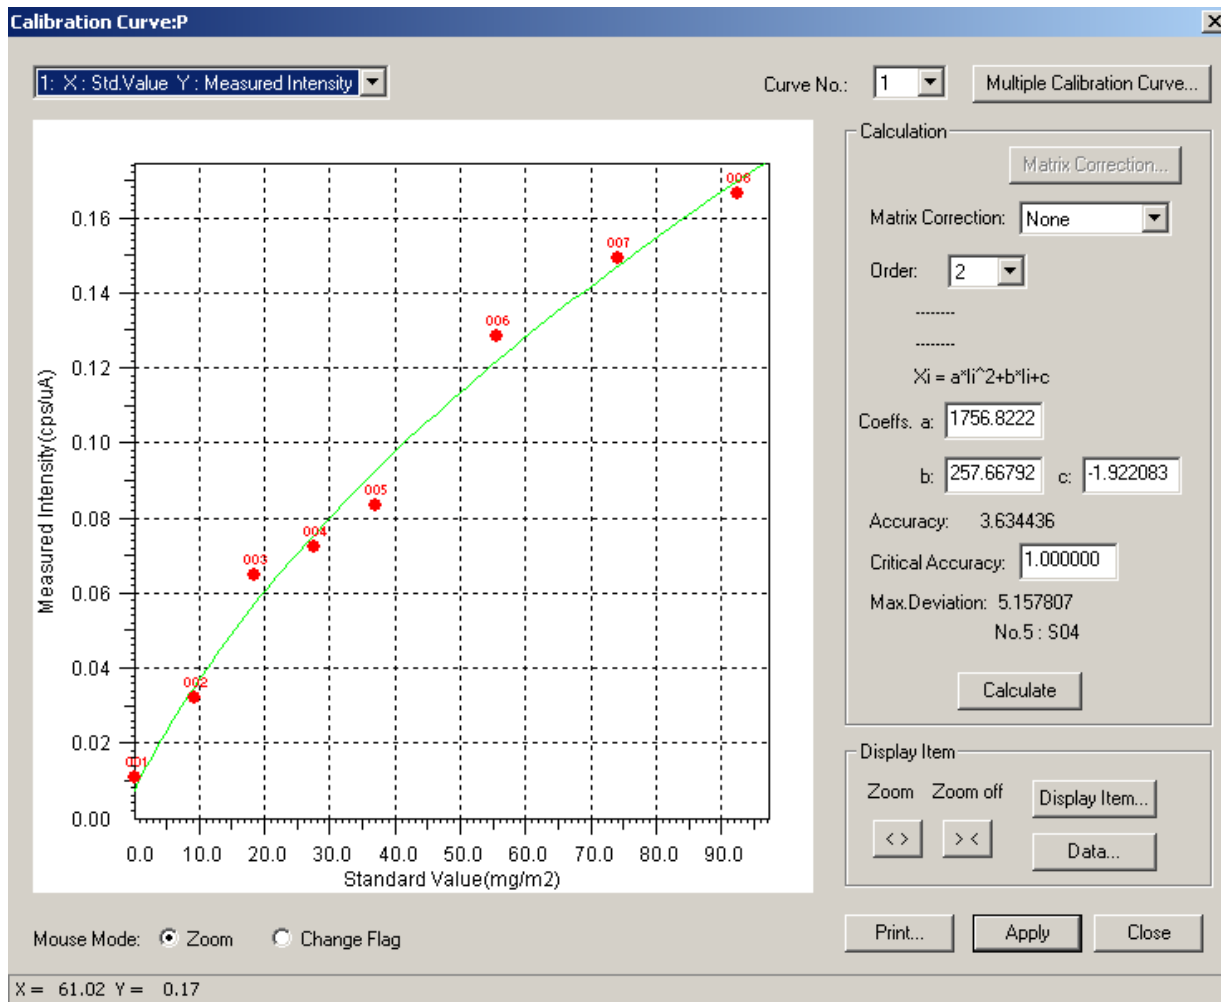 Calibration Curve:P
1: X : Std.Value Y : Measured Intensity
Curve No.: 1
Multiple Calibration Curve...
Calculation
Matrix Correction...
Matrix Correction: None
Order: 2
--------
--------
Xi = a*Ii^2+b*Ii+c
Coeffs. a: 1756.8222
b: 257.66792 c: -1.922083
Accuracy: 3.634436
Critical Accuracy: 1.000000
Max.Deviation: 5.157807
No.5 : S04
Calculate
Display Item
Zoom Zoom off
Display Item...
< > > <
Data...
Measured Intensity(cps/uA)
0.16
0.14
0.12
0.10
0.08
0.06
0.04
0.02
0.00
008
007
006
005
004
003
002
001
0.0 10.0 20.0 30.0 40.0 50.0 60.0 70.0 80.0 90.0
Standard Value(mg/m2)
Mouse Mode: Zoom Change Flag
Print... Apply Close
X = 61.02 Y = 0.17